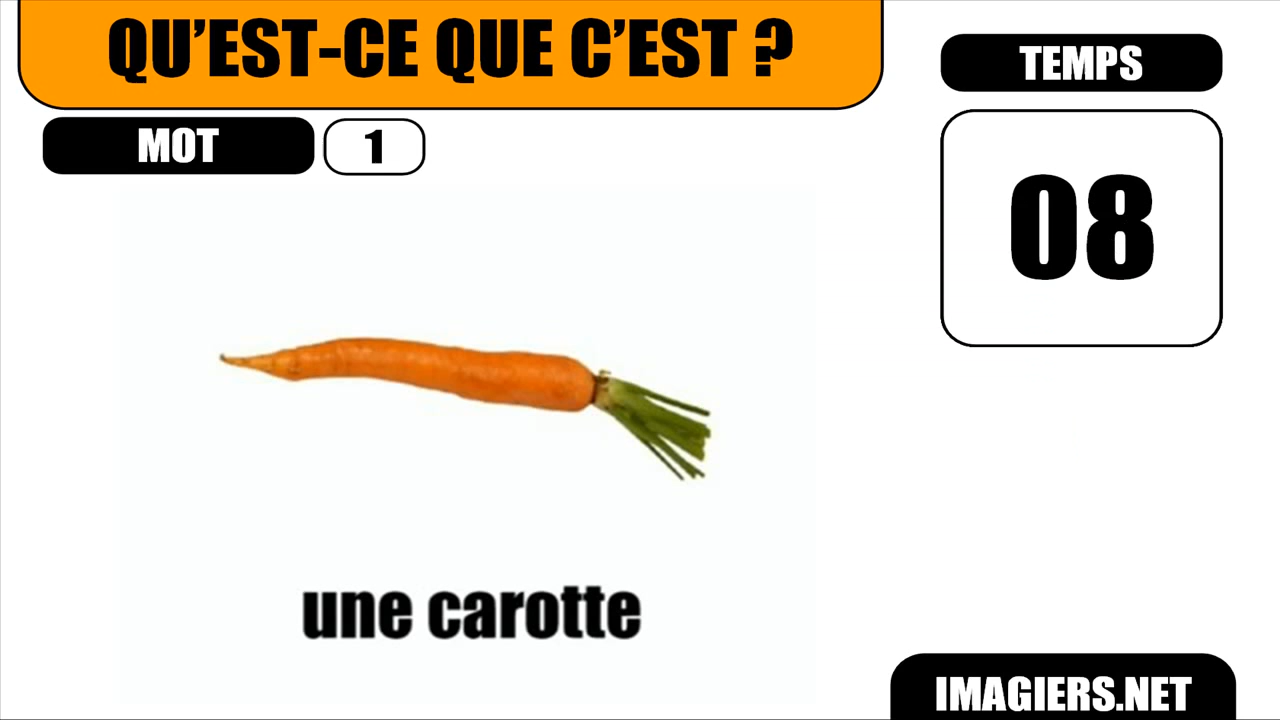 QU'EST-CE QUE C'EST ?
TEMPS
MOT 1
08
une carotte
IMAGIERS.NET